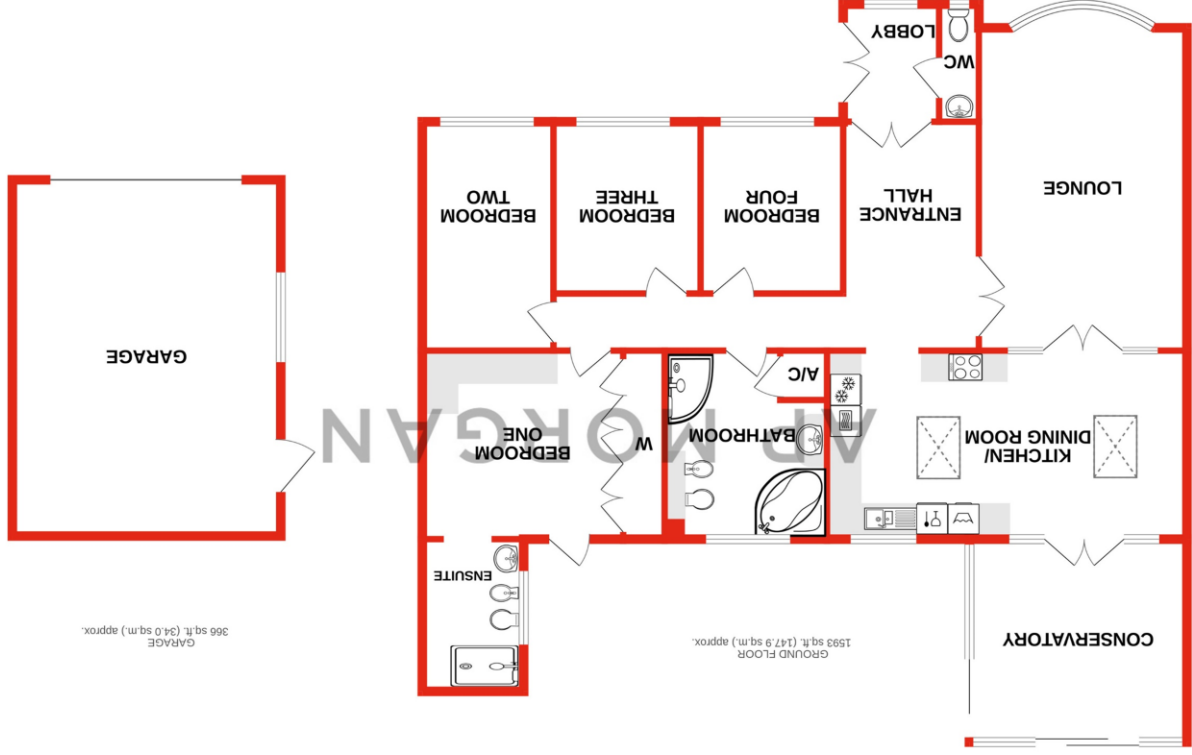 GROUND FLOOR
1593 sq.ft. (147.9 sq.m.) approx.
GARAGE
366 sq.ft. (34.0 sq.m.) approx.
CONSERVATORY
ENSUITE
KITCHEN/
DINING ROOM
BATHROOM
W
BEDROOM
ONE
A/C
AP MORGAN
GARAGE
LOUNGE
ENTRANCE
HALL
BEDROOM
FOUR
BEDROOM
THREE
BEDROOM
TWO
WC
LOBBY